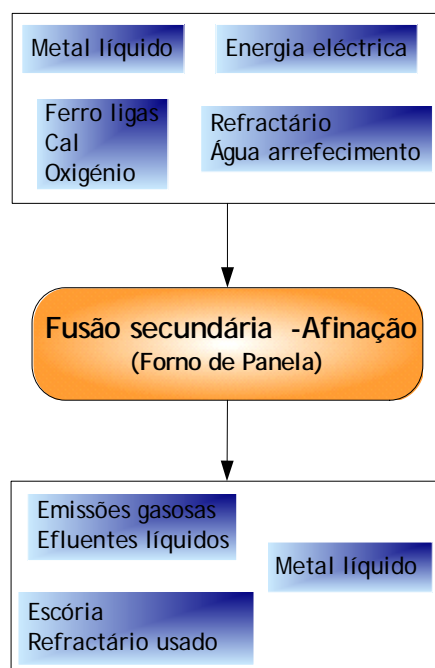 Metal líquido
Energia eléctrica
Ferro ligas
Cal
Oxigénio
Refractário
Água arrefecimento
Fusão secundária -Afinação
(Forno de Panela)
Emissões gasosas
Efluentes líquidos
Metal líquido
Escória
Refractário usado